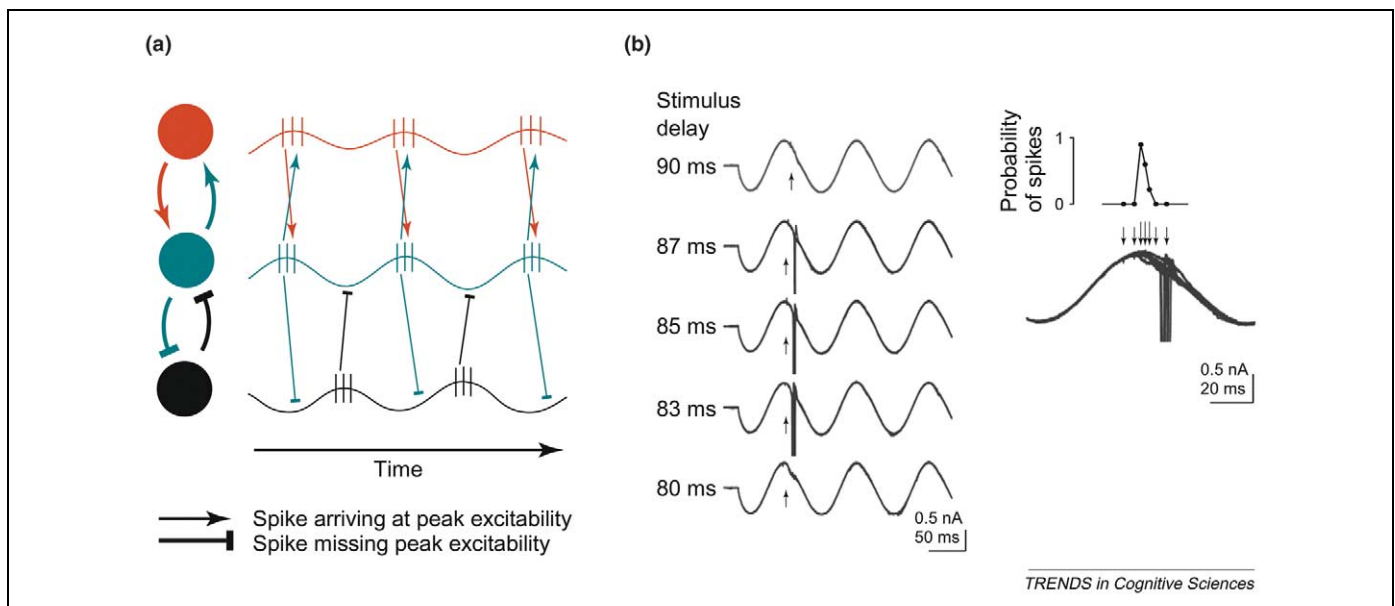 (a)
Time
Spike arriving at peak excitability
Spike missing peak excitability
(b)
Stimulus
delay
90 ms
87 ms
85 ms
83 ms
80 ms
0.5 nA
50 ms
Probability
of spikes
1
0
0.5 nA
20 ms
TRENDS in Cognitive Sciences